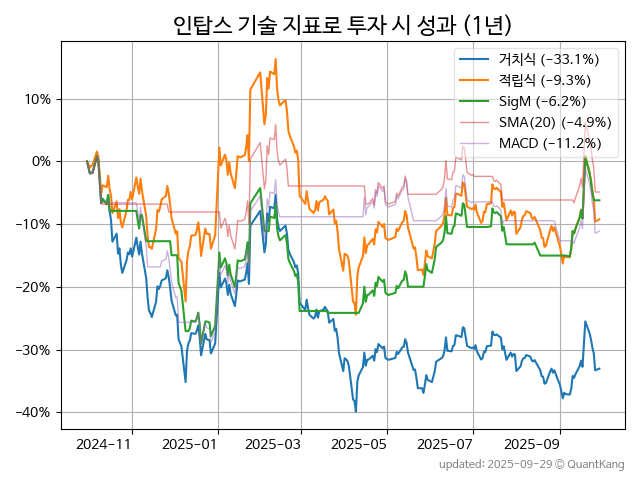 인탑스 기술 지표로 투자 시 성과 (1년)
거치식 (−33.1%)
적립식 (−9.3%)
SigM (−6.2%)
SMA(20) (−4.9%)
MACD (−11.2%)
10%
0%
−10%
−20%
−30%
−40%
2024−11 2025−01 2025−03 2025−05 2025−07 2025−09
updated: 2025−09−29 © QuantKang